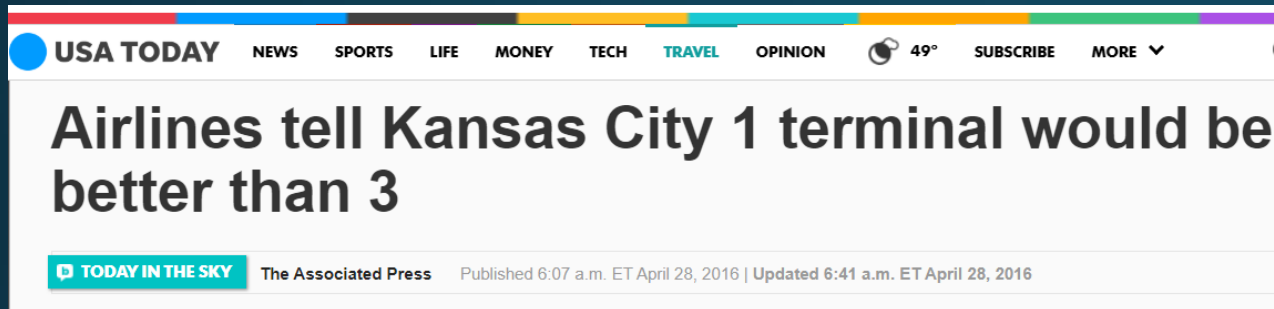 USA TODAY NEWS SPORTS LIFE MONEY TECH TRAVEL OPINION 49° SUBSCRIBE MORE
Airlines tell Kansas City 1 terminal would be
better than 3
TODAY IN THE SKY The Associated Press Published 6:07 a.m. ET April 28, 2016 | Updated 6:41 a.m. ET April 28, 2016